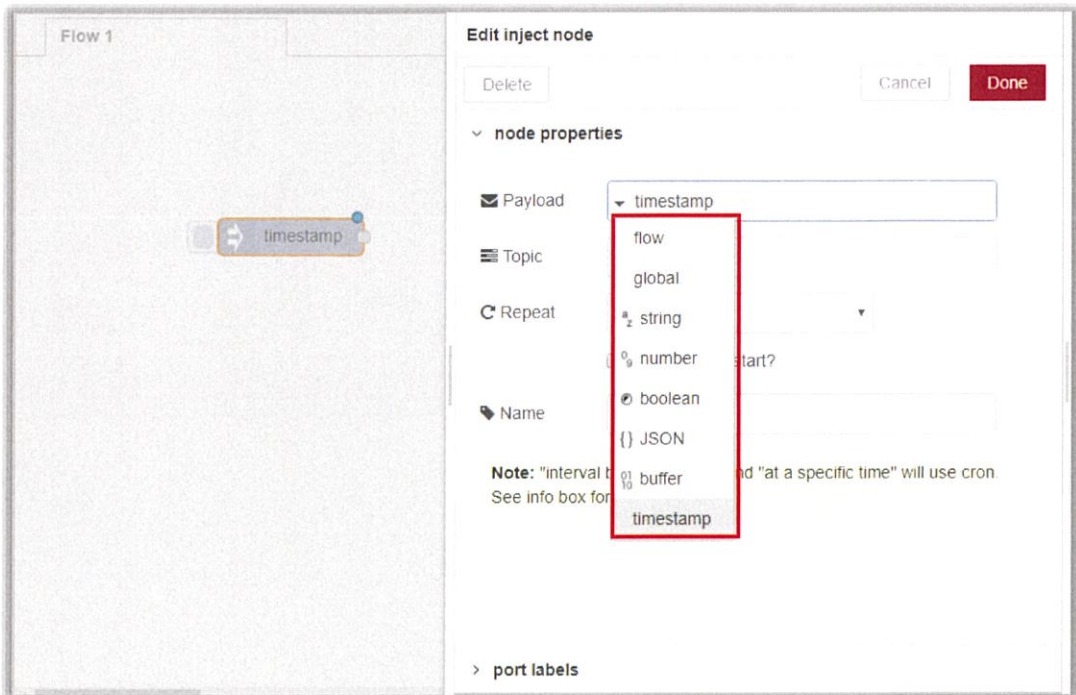 Flow 1
Edit inject node
Delete
Cancel
Done
node properties
timestamp
Payload
timestamp
flow
Topic
global
Repeat
string
number
start?
boolean
Name
{} JSON
Note: "interval
"at a specific time" will use cron.
buffer
See info box for
timestamp
port labels